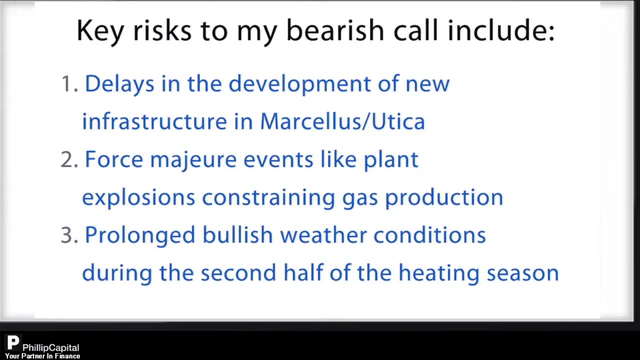 Key risks to my bearish call include:
1. Delays in the development of new
infrastructure in Marcellus/Utica
2. Force majeure events like plant
explosions constraining gas production
3. Prolonged bullish weather conditions
during the second half of the heating season
P PhillipCapital
Your Partner In Finance